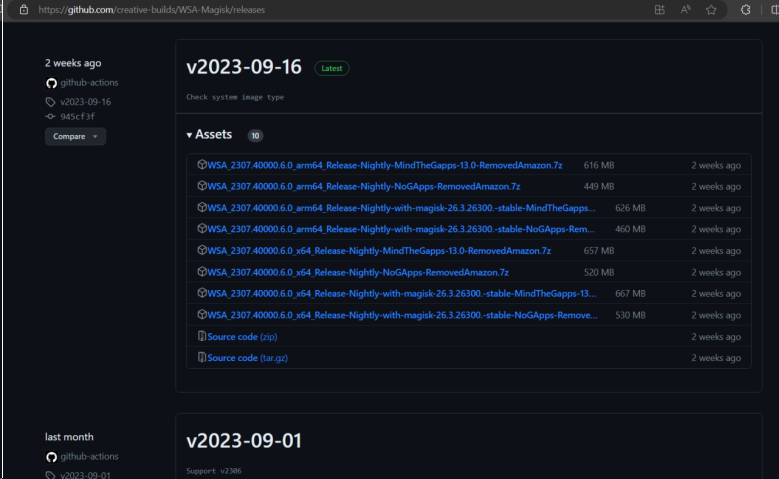 https://github.com/creative-builds/WSA-Magisk/releases
2 weeks ago
github-actions
v2023-09-16
945cf3f
Compare
v2023-09-16 Latest
Check system image type
Assets 10
WSA_2307.40000.6.0_arm64_Release-Nightly-MindTheGapps-13.0-RemovedAmazon.7z 616 MB 2 weeks ago
WSA_2307.40000.6.0_arm64_Release-Nightly-NoGApps-RemovedAmazon.7z 449 MB 2 weeks ago
WSA_2307.40000.6.0_arm64_Release-Nightly-with-magisk-26.3.26300.-stable-MindTheGapps... 626 MB 2 weeks ago
WSA_2307.40000.6.0_arm64_Release-Nightly-with-magisk-26.3.26300.-stable-NoGApps-Rem... 460 MB 2 weeks ago
WSA_2307.40000.6.0_x64_Release-Nightly-MindTheGapps-13.0-RemovedAmazon.7z 657 MB 2 weeks ago
WSA_2307.40000.6.0_x64_Release-Nightly-NoGApps-RemovedAmazon.7z 520 MB 2 weeks ago
WSA_2307.40000.6.0_x64_Release-Nightly-with-magisk-26.3.26300.-stable-MindTheGapps-13... 667 MB 2 weeks ago
WSA_2307.40000.6.0_x64_Release-Nightly-with-magisk-26.3.26300.-stable-NoGApps-Remove... 530 MB 2 weeks ago
Source code (zip) 2 weeks ago
Source code (tar.gz) 2 weeks ago
last month
github-actions
v2023-09-01
v2023-09-01
Support v2306